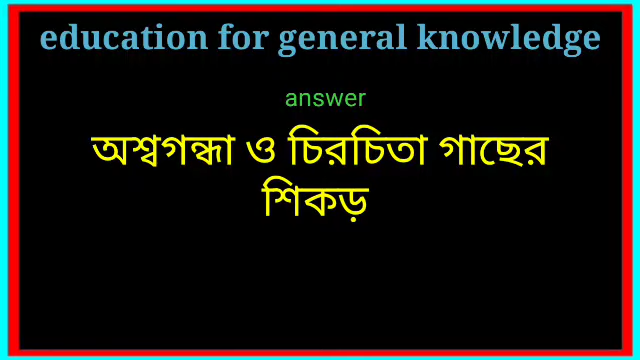 education for general knowledge
answer
অশ্বগন্ধা ও চিরচিতা গাছের
শিকড়